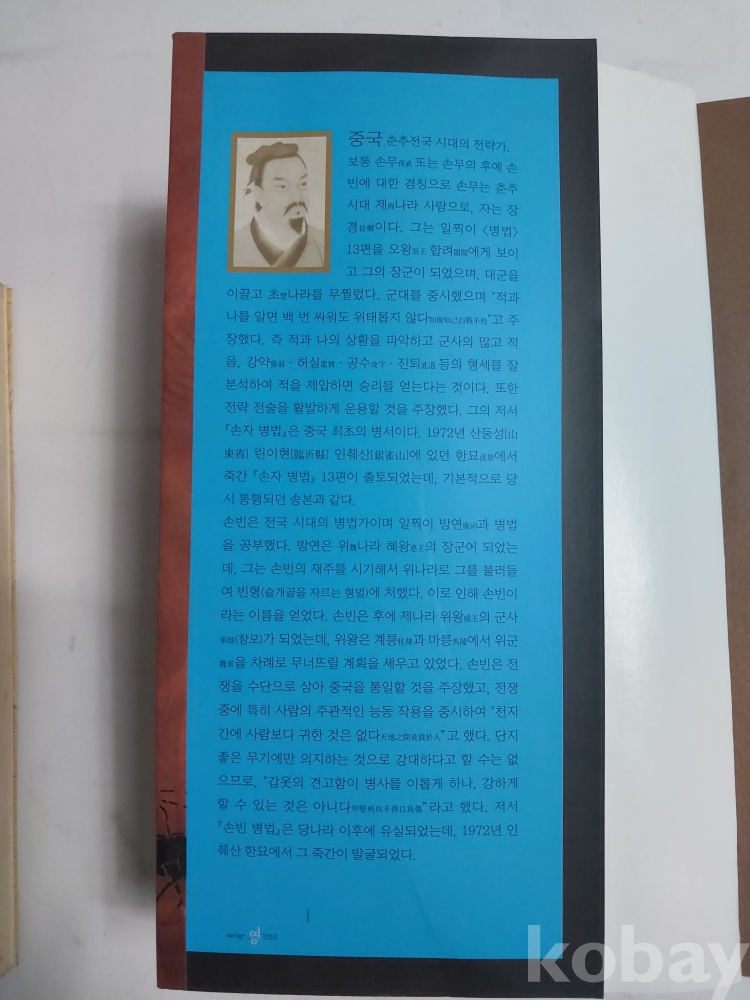 중국 춘추전국 시대의 전략가.
보통 손무孫武 또는 손무의 후예 손
빈에 대한 경칭으로 손무는 춘추
시대 제齊나라 사람으로, 자는 장
경長卿이다. 그는 일찍이 〈병법〉
13편을 오왕吳王 합려闔閭에게 보이
고 그의 장군이 되었으며, 대군을
이끌고 초楚나라를 무찔렀다. 군대를 중시했으며 “적과
나를 알면 백 번 싸워도 위태롭지 않다知彼知己百戰不殆”고 주
장했다. 즉 적과 나의 상황을 파악하고 군사의 많고 적
음, 강약强弱·허실虛實·공수攻守·진퇴進退 등의 형세를 잘
분석하여 적을 제압하면 승리를 얻는다는 것이다. 또한
전략 전술을 활발하게 운용할 것을 주장했다. 그의 저서
『손자 병법』은 중국 최초의 병서이다. 1972년 산둥성[山
東省] 린이현[臨沂縣] 인췌산[銀雀山]에 있던 한묘漢墓에서
죽간 『손자 병법』 13편이 출토되었는데, 기본적으로 당
시 통행되던 송본과 같다.
손빈은 전국 시대의 병법가이며 일찍이 방연龐涓과 병법
을 공부했다. 방연은 위魏나라 혜왕惠王의 장군이 되었는
데, 그는 손빈의 재주를 시기해서 위나라로 그를 불러들
여 빈형(슬개골을 자르는 형벌)에 처했다. 이로 인해 손빈이
라는 이름을 얻었다. 손빈은 후에 제나라 위왕威王의 군사
軍師(참모)가 되었는데, 위왕은 계릉桂陵과 마릉馬陵에서 위군
魏軍을 차례로 무너뜨릴 계획을 세우고 있었다. 손빈은 전
쟁을 수단으로 삼아 중국을 통일할 것을 주장했고, 전쟁
중에 특히 사람의 주관적인 능동 작용을 중시하여 “천지
간에 사람보다 귀한 것은 없다天地之間莫貴於人”고 했다. 단지
좋은 무기에만 의지하는 것으로 강대하다고 할 수는 없
으므로, “갑옷의 견고함이 병사를 이롭게 하나, 강하게
할 수 있는 것은 아니다甲堅利兵不得以爲强”라고 했다. 저서
『손빈 병법』은 당나라 이후에 유실되었는데, 1972년 인
췌산 한묘에서 그 죽간이 발굴되었다.
design 영
kobay